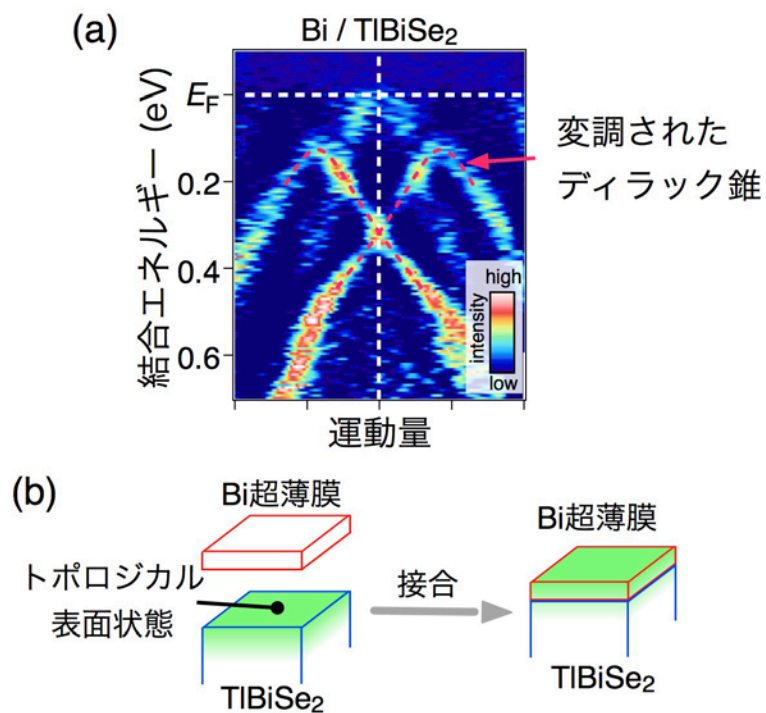 (a)
Bi / TlBiSe2
EF
0.2
0.4
0.6
結合エネルギー (eV)
運動量
変調された
ディラック錐
high
intensity
low
(b)
Bi超薄膜
トポロジカル
表面状態
TlBiSe2
接合
Bi超薄膜
TlBiSe2